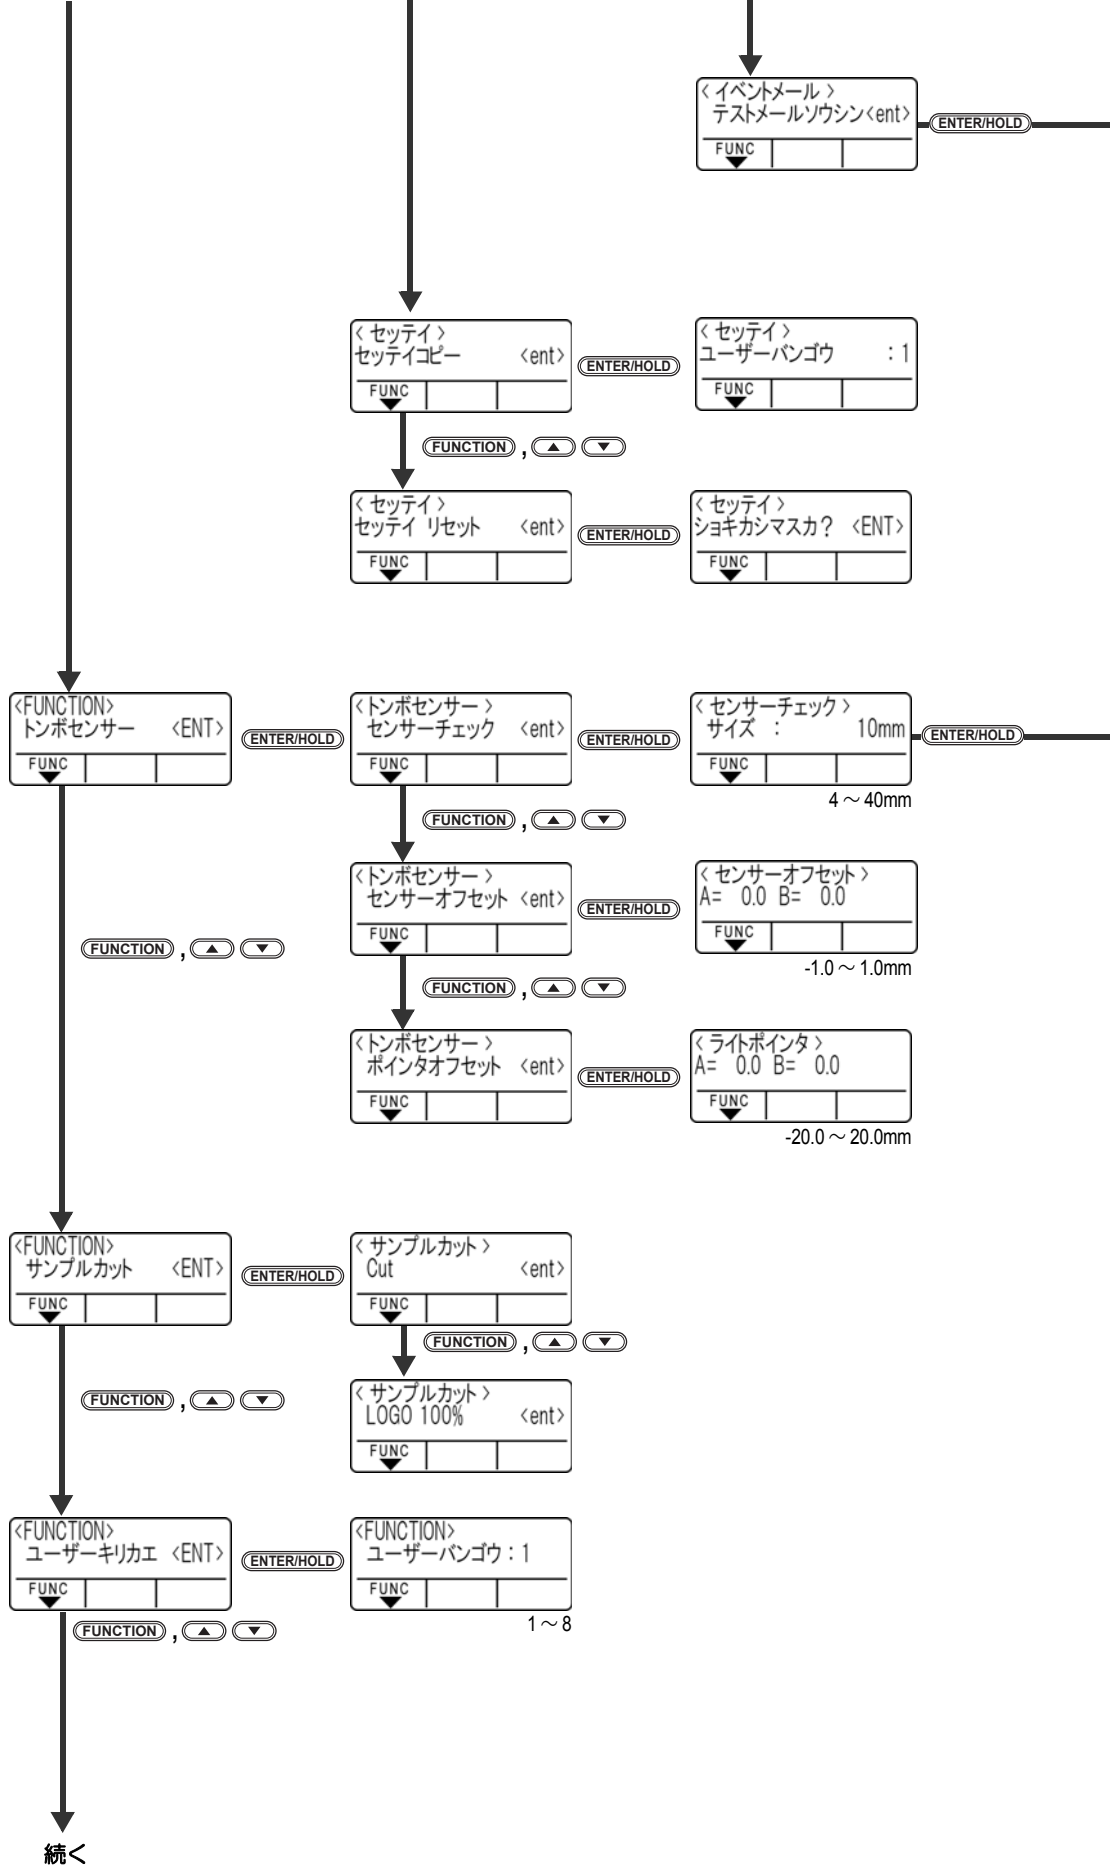 < イベントメール >
テストメールソウシン<ent>
FUNC
ENTER/HOLD
< セッテイ >
セッテイコピー <ent>
FUNC
ENTER/HOLD
< セッテイ >
ユーザーバンゴウ :1
FUNC
FUNCTION , ▲ ▼
< セッテイ >
セッテイ リセット <ent>
FUNC
ENTER/HOLD
< セッテイ >
ショキカシマスカ? <ENT>
FUNC
<FUNCTION>
トンボセンサー <ENT>
FUNC
ENTER/HOLD
<トンボセンサー >
センサーチェック <ent>
FUNC
ENTER/HOLD
< センサーチェック >
サイズ : 10mm
FUNC
ENTER/HOLD
4 ～ 40mm
FUNCTION , ▲ ▼
<トンボセンサー >
センサーオフセット <ent>
FUNC
ENTER/HOLD
< センサーオフセット >
A= 0.0 B= 0.0
FUNC
-1.0 ～ 1.0mm
FUNCTION , ▲ ▼
FUNCTION , ▲ ▼
<トンボセンサー >
ポインタオフセット <ent>
FUNC
ENTER/HOLD
< ライトポインタ >
A= 0.0 B= 0.0
FUNC
-20.0 ～ 20.0mm
<FUNCTION>
サンプルカット <ENT>
FUNC
ENTER/HOLD
< サンプルカット >
Cut <ent>
FUNC
FUNCTION , ▲ ▼
FUNCTION , ▲ ▼
< サンプルカット >
LOGO 100% <ent>
FUNC
<FUNCTION>
ユーザーキリカエ <ENT>
FUNC
ENTER/HOLD
<FUNCTION>
ユーザーバンゴウ : 1
FUNC
1 ～ 8
FUNCTION , ▲ ▼
続く